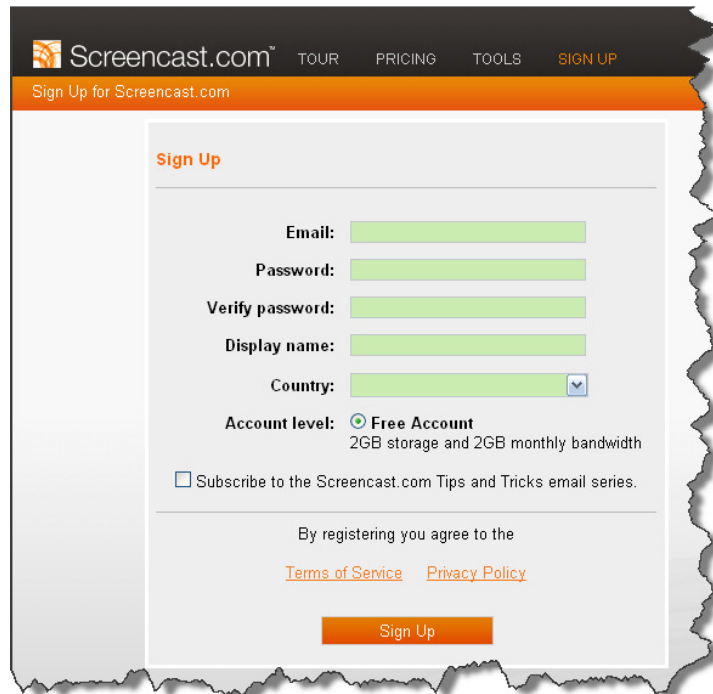 Screencast.com™ TOUR PRICING TOOLS SIGN UP
Sign Up for Screencast.com
Sign Up
Email:
Password:
Verify password:
Display name:
Country:
Account level: Free Account
2GB storage and 2GB monthly bandwidth
Subscribe to the Screencast.com Tips and Tricks email series.
By registering you agree to the
Terms of Service Privacy Policy
Sign Up